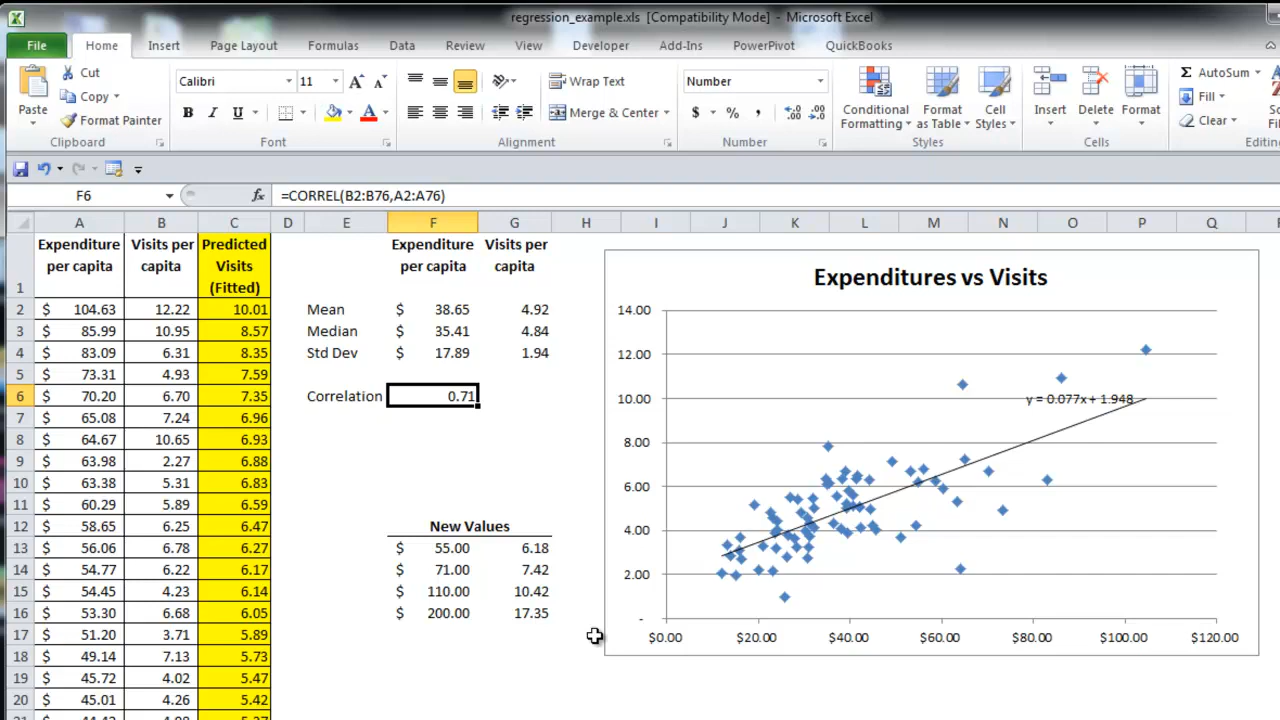 regression_example.xls [Compatibility Mode] - Microsoft Excel
File Home Insert Page Layout Formulas Data Review View Developer Add-Ins PowerPivot QuickBooks
Paste
Cut
Copy
Format Painter
Clipboard
Calibri 11
B I U A
Font
Wrap Text
Merge & Center
Alignment
Number
$ % ,
Number
Conditional Formatting
Format as Table
Cell Styles
Styles
Insert Delete Format
Cells
Σ AutoSum
Fill
Clear
F6 fx =CORREL(B2:B76,A2:A76)
A B C D E F G H I J K L M N O P Q
1 Expenditure per capita Visits per capita Predicted Visits (Fitted) Expenditure per capita Visits per capita
2 $ 104.63 12.22 10.01 Mean $ 38.65 4.92
3 $ 85.99 10.95 8.57 Median $ 35.41 4.84
4 $ 83.09 6.31 8.35 Std Dev $ 17.89 1.94
5 $ 73.31 4.93 7.59
6 $ 70.20 6.70 7.35 Correlation 0.71
7 $ 65.08 7.24 6.96
8 $ 64.67 10.65 6.93
9 $ 63.98 2.27 6.88
10 $ 63.38 5.31 6.83
11 $ 60.29 5.89 6.59
12 $ 58.65 6.25 6.47 New Values
13 $ 56.06 6.78 6.27 $ 55.00 6.18
14 $ 54.77 6.22 6.17 $ 71.00 7.42
15 $ 54.45 4.23 6.14 $ 110.00 10.42
16 $ 53.30 6.68 6.05 $ 200.00 17.35
17 $ 51.20 3.71 5.89
18 $ 49.14 7.13 5.73
19 $ 45.72 4.02 5.47
20 $ 45.01 4.26 5.42
Expenditures vs Visits
14.00
12.00
10.00
y = 0.077x + 1.948
8.00
6.00
4.00
2.00
-
$0.00 $20.00 $40.00 $60.00 $80.00 $100.00 $120.00